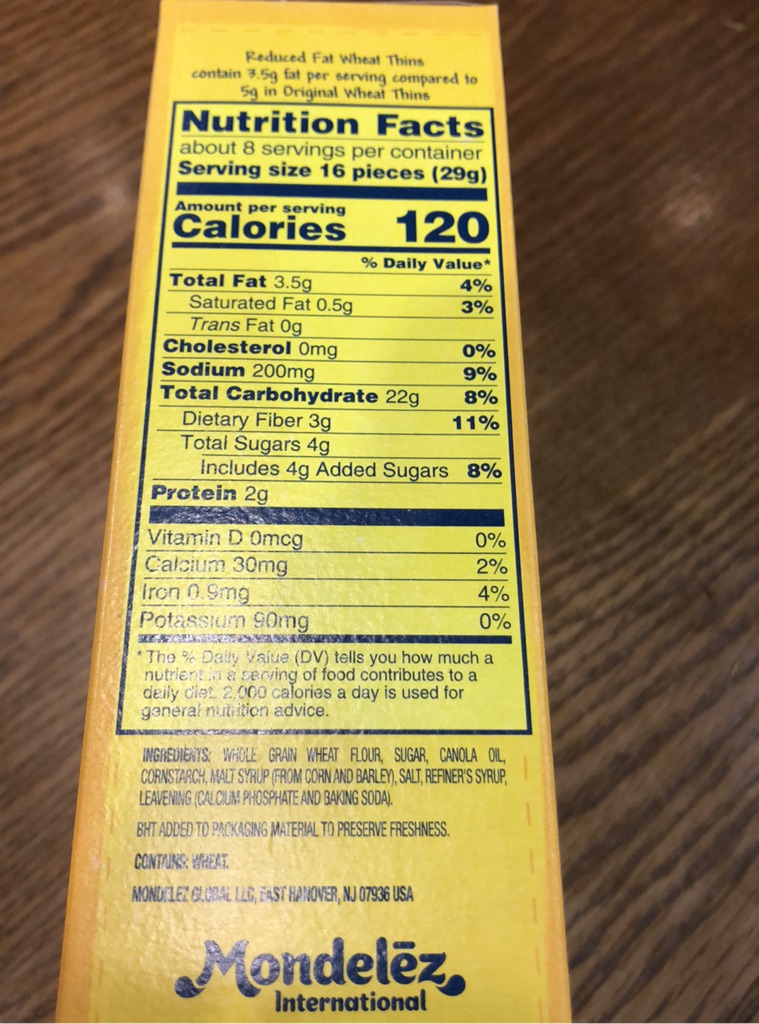 Reduced Fat Wheat Thins
contain 3.5g fat per serving compared to
5g in Original Wheat Thins
Nutrition Facts
about 8 servings per container
Serving size 16 pieces (29g)
Amount per serving
Calories 120
% Daily Value*
Total Fat 3.5g 4%
Saturated Fat 0.5g 3%
Trans Fat 0g
Cholesterol 0mg 0%
Sodium 200mg 9%
Total Carbohydrate 22g 8%
Dietary Fiber 3g 11%
Total Sugars 4g
Includes 4g Added Sugars 8%
Protein 2g
Vitamin D 0mcg 0%
Calcium 30mg 2%
Iron 0.9mg 4%
Potassium 90mg 0%
* The % Daily Value (DV) tells you how much a
nutrient in a serving of food contributes to a
daily diet. 2,000 calories a day is used for
general nutrition advice.
INGREDIENTS: WHOLE GRAIN WHEAT FLOUR, SUGAR, CANOLA OIL,
CORNSTARCH, MALT SYRUP (FROM CORN AND BARLEY), SALT, REFINER'S SYRUP,
LEAVENING (CALCIUM PHOSPHATE AND BAKING SODA).
BHT ADDED TO PACKAGING MATERIAL TO PRESERVE FRESHNESS.
CONTAINS: WHEAT.
MONDELEZ GLOBAL LLC, EAST HANOVER, NJ 07936 USA
Mondelēz
International